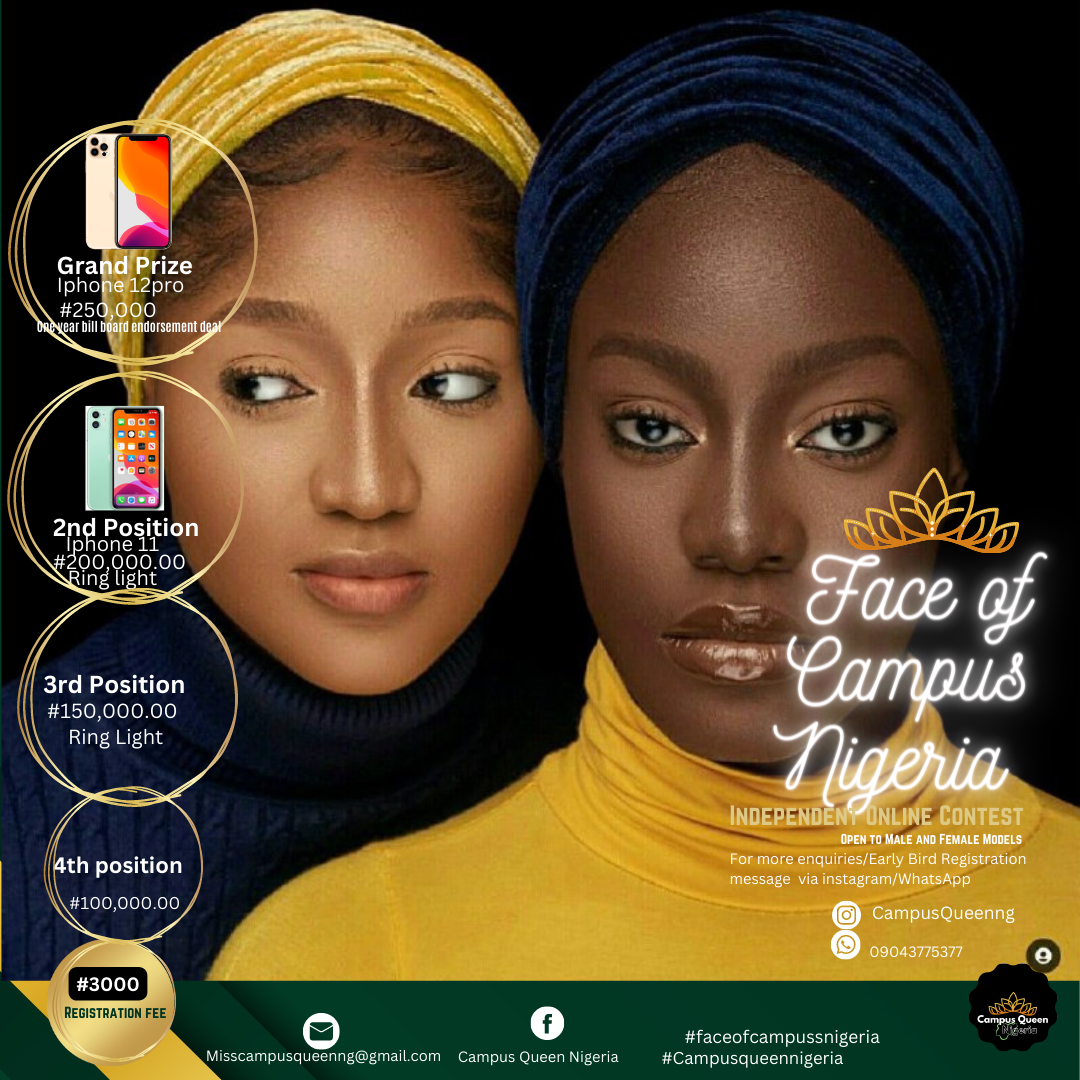 Grand Prize
Iphone 12pro
#250,000
One year bill board endorsement deal
2nd Position
Iphone 11
#200,000.00
Ring light
3rd Position
#150,000.00
Ring Light
4th position
#100,000.00
#3000
Registration fee
Face of
Campus
Nigeria
Independent Online Contest
Open to Male and Female Models
For more enquiries/Early Bird Registration
message via instagram/WhatsApp
CampusQueenng
09043775377
Misscampusqueenng@gmail.com
Campus Queen Nigeria
#faceofcampussnigeria
#Campusqueennigeria
Campus Queen
Nigeria